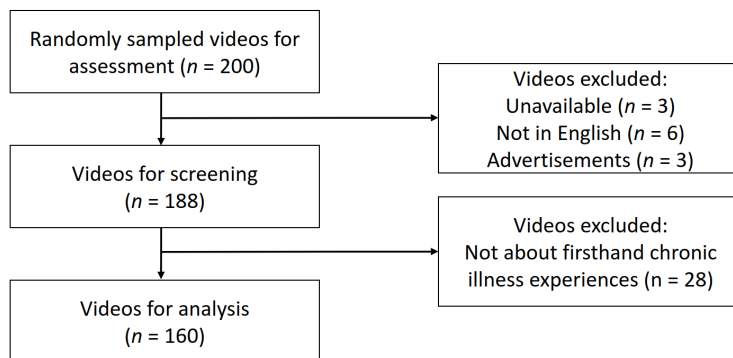 Randomly sampled videos for
assessment (n = 200)
Videos excluded:
Unavailable (n = 3)
Not in English (n = 6)
Advertisements (n = 3)
Videos for screening
(n = 188)
Videos excluded:
Not about firsthand chronic
illness experiences (n = 28)
Videos for analysis
(n = 160)